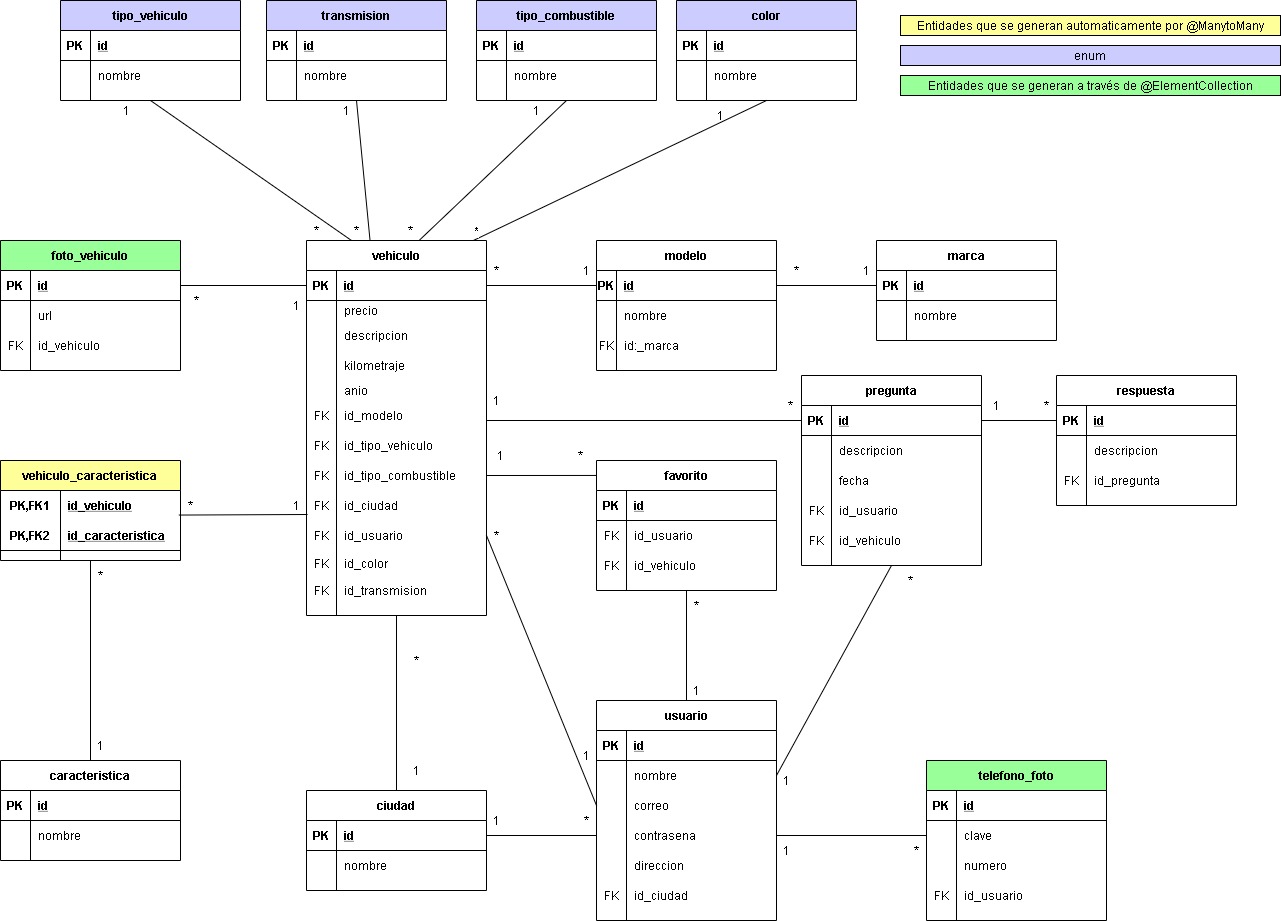 tipo_vehiculo
PK id
nombre
transmision
PK id
nombre
tipo_combustible
PK id
nombre
color
PK id
nombre
Entidades que se generan automaticamente por @ManytoMany
enum
Entidades que se generan a través de @ElementCollection
1
1
1
1
*
*
*
*
foto_vehiculo
PK id
url
FK id_vehiculo
*
1
vehiculo
PK id
precio
descripcion
kilometraje
anio
FK id_modelo
FK id_tipo_vehiculo
FK id_tipo_combustible
FK id_ciudad
FK id_usuario
FK id_color
FK id_transmision
*
1
modelo
PK id
nombre
FK id:_marca
*
1
marca
PK id
nombre
1
*
pregunta
PK id
descripcion
fecha
FK id_usuario
FK id_vehiculo
1
*
respuesta
PK id
descripcion
FK id_pregunta
vehiculo_caracteristica
PK,FK1 id_vehiculo
PK,FK2 id_caracteristica
*
1
1
*
favorito
PK id
FK id_usuario
FK id_vehiculo
*
*
*
*
*
1
1
1
1
1
caracteristica
PK id
nombre
ciudad
PK id
nombre
1
*
usuario
PK id
nombre
correo
contrasena
direccion
FK id_ciudad
1
*
telefono_foto
PK id
clave
numero
FK id_usuario